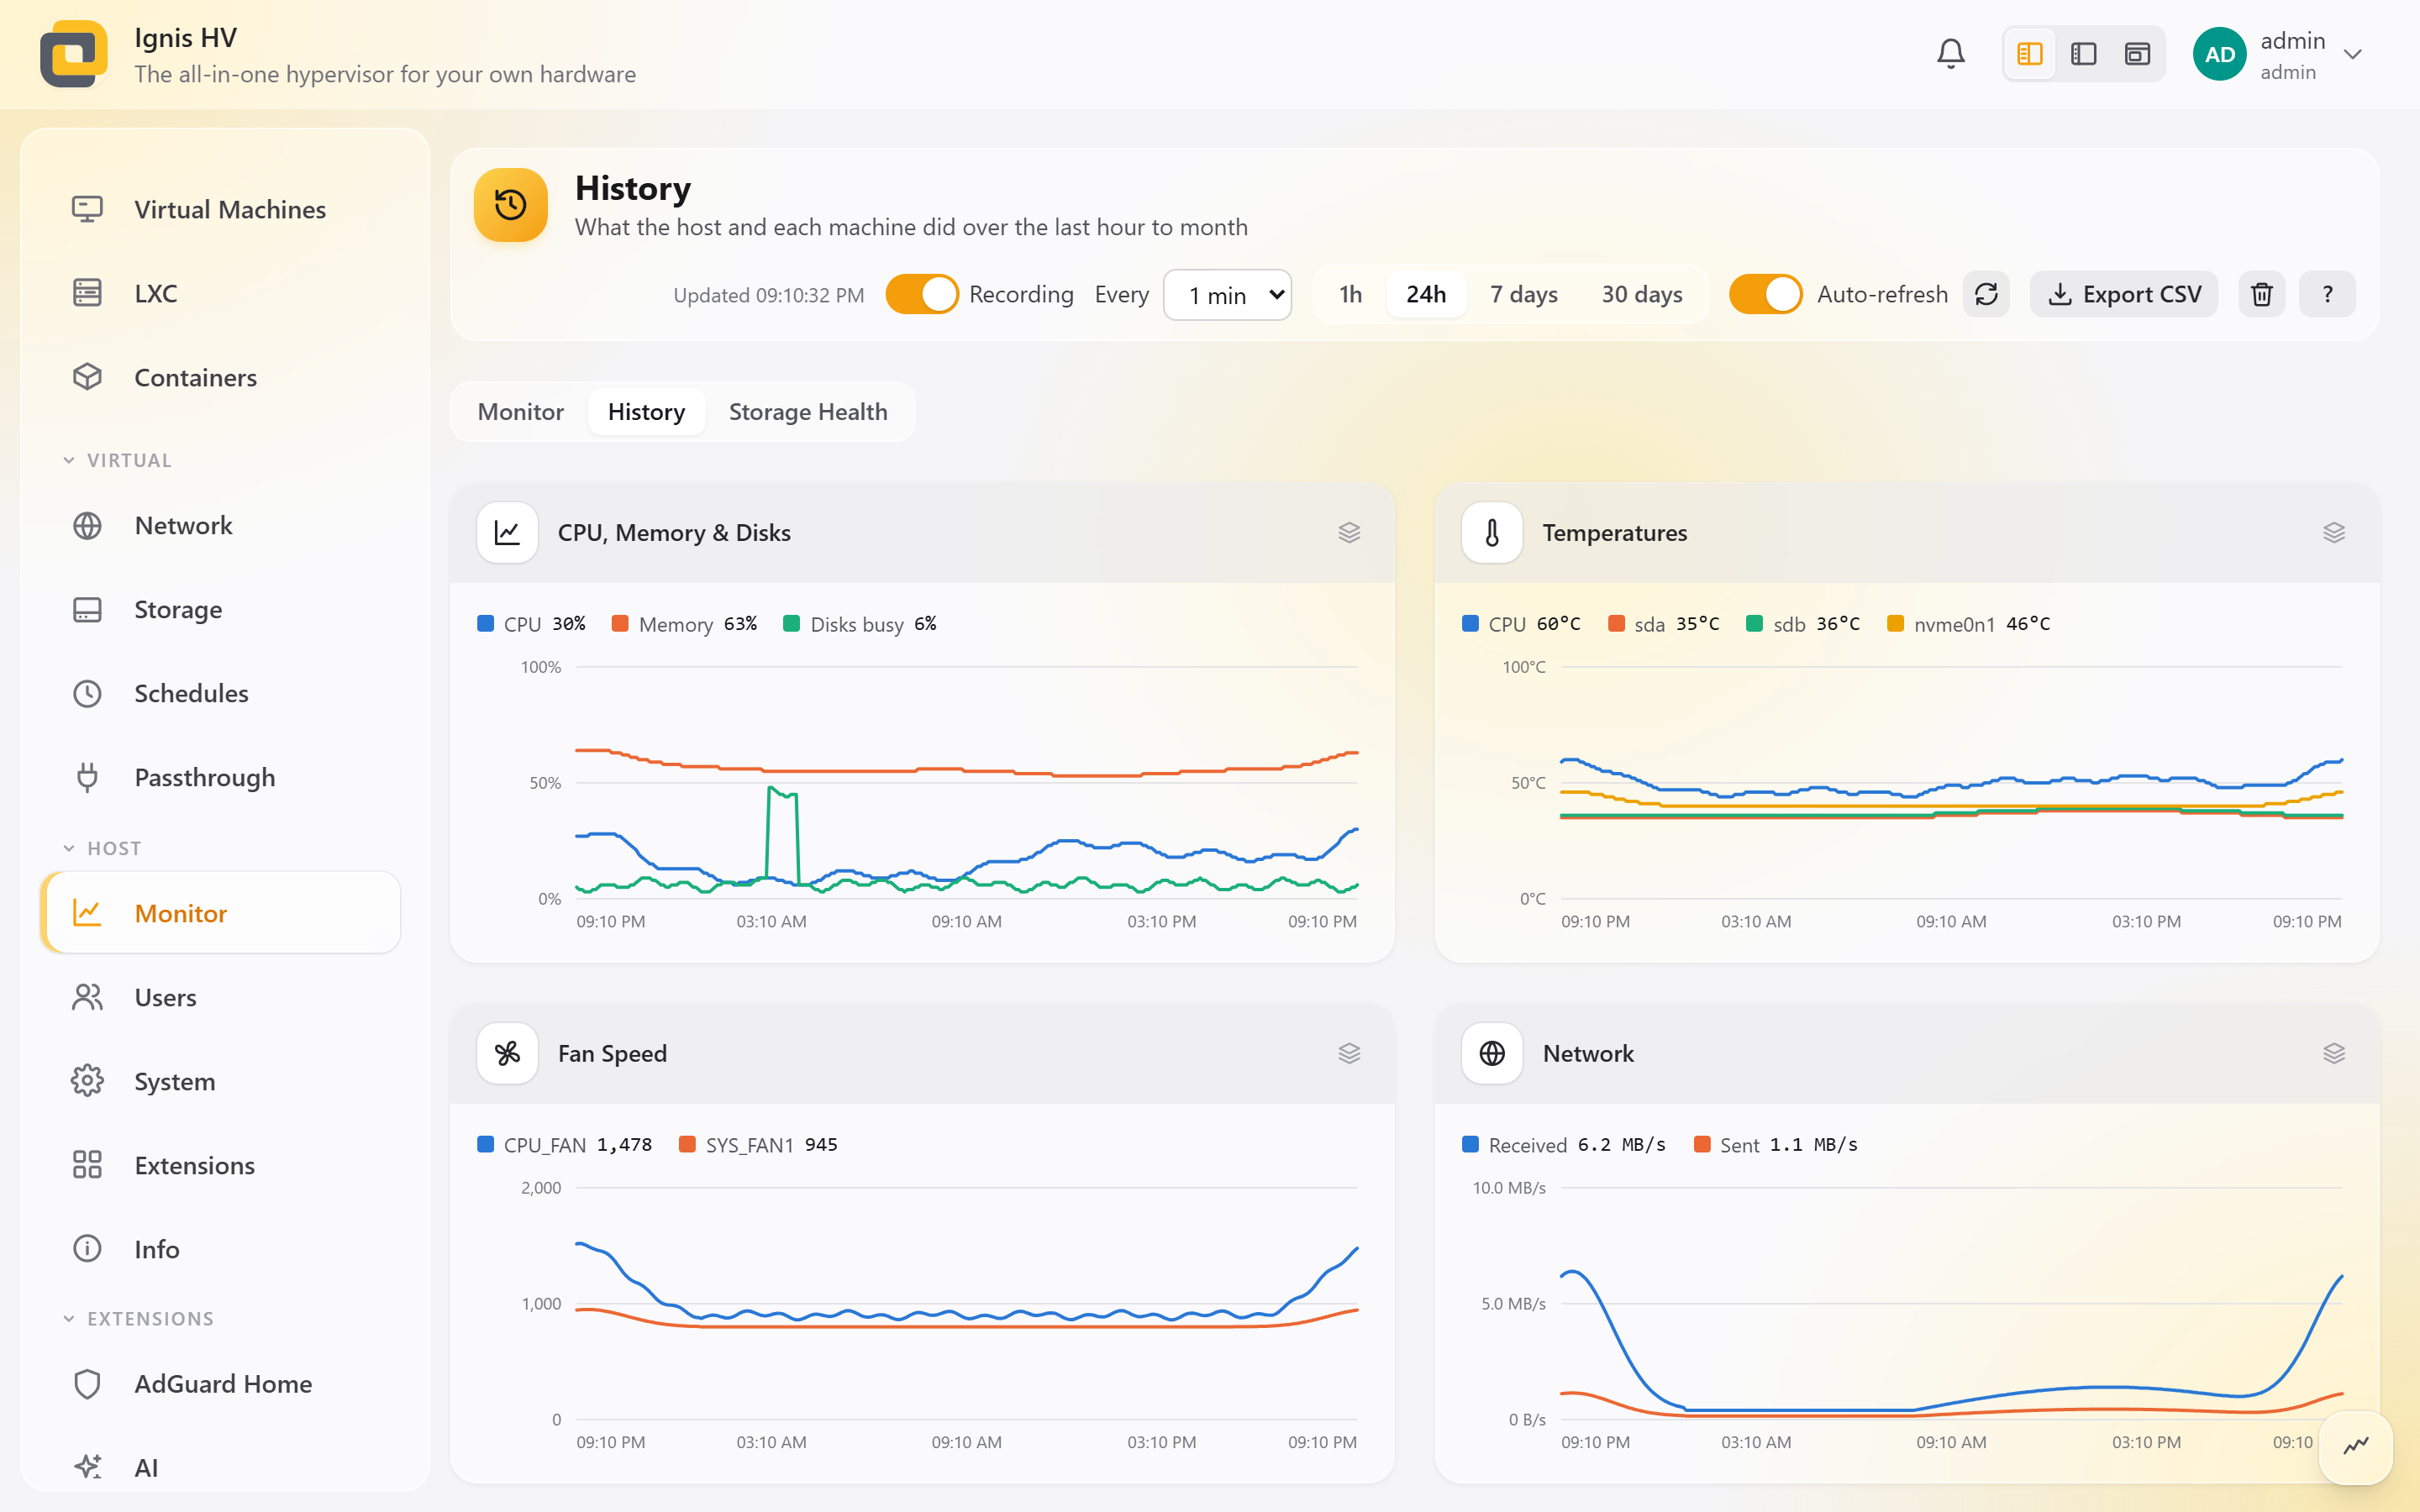 Ignis HV
The all-in-one hypervisor for your own hardware
AD
admin
admin
Virtual Machines
LXC
Containers
VIRTUAL
Network
Storage
Schedules
Passthrough
HOST
Monitor
Users
System
Extensions
Info
EXTENSIONS
AdGuard Home
AI
History
What the host and each machine did over the last hour to month
Updated 09:10:32 PM Recording Every 1 min 1h 24h 7 days 30 days Auto-refresh Export CSV ?
Monitor History Storage Health
CPU, Memory & Disks
CPU 30% Memory 63% Disks busy 6%
100%
50%
0%
09:10 PM 03:10 AM 09:10 AM 03:10 PM 09:10 PM
Temperatures
CPU 60°C sda 35°C sdb 36°C nvme0n1 46°C
100°C
50°C
0°C
09:10 PM 03:10 AM 09:10 AM 03:10 PM 09:10 PM
Fan Speed
CPU_FAN 1,478 SYS_FAN1 945
2,000
1,000
0
09:10 PM 03:10 AM 09:10 AM 03:10 PM 09:10 PM
Network
Received 6.2 MB/s Sent 1.1 MB/s
10.0 MB/s
5.0 MB/s
0 B/s
09:10 PM 03:10 AM 09:10 AM 03:10 PM 09:10